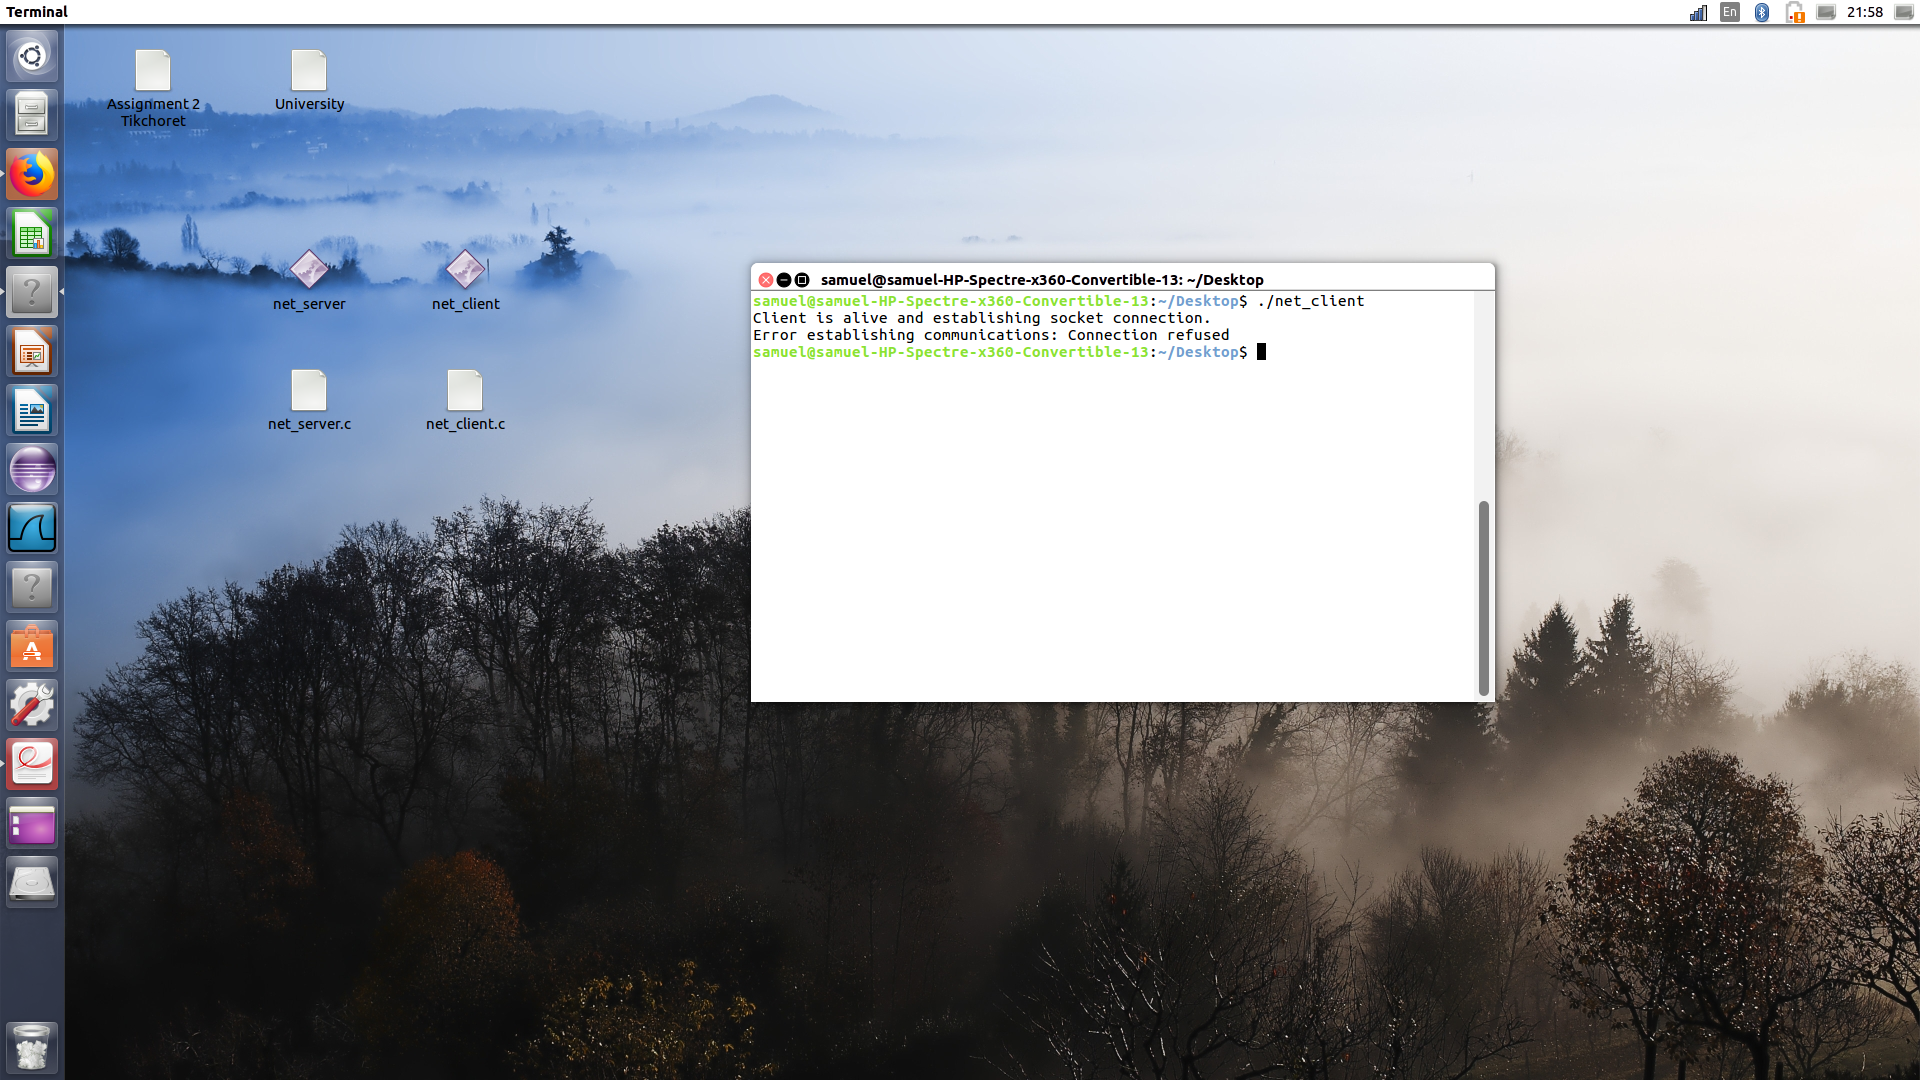 Terminal
En
21:58
Assignment 2
Tikchoret
University
net_server
net_client
net_server.c
net_client.c
samuel@samuel-HP-Spectre-x360-Convertible-13: ~/Desktop
samuel@samuel-HP-Spectre-x360-Convertible-13:~/Desktop$ ./net_client
Client is alive and establishing socket connection.
Error establishing communications: Connection refused
samuel@samuel-HP-Spectre-x360-Convertible-13:~/Desktop$